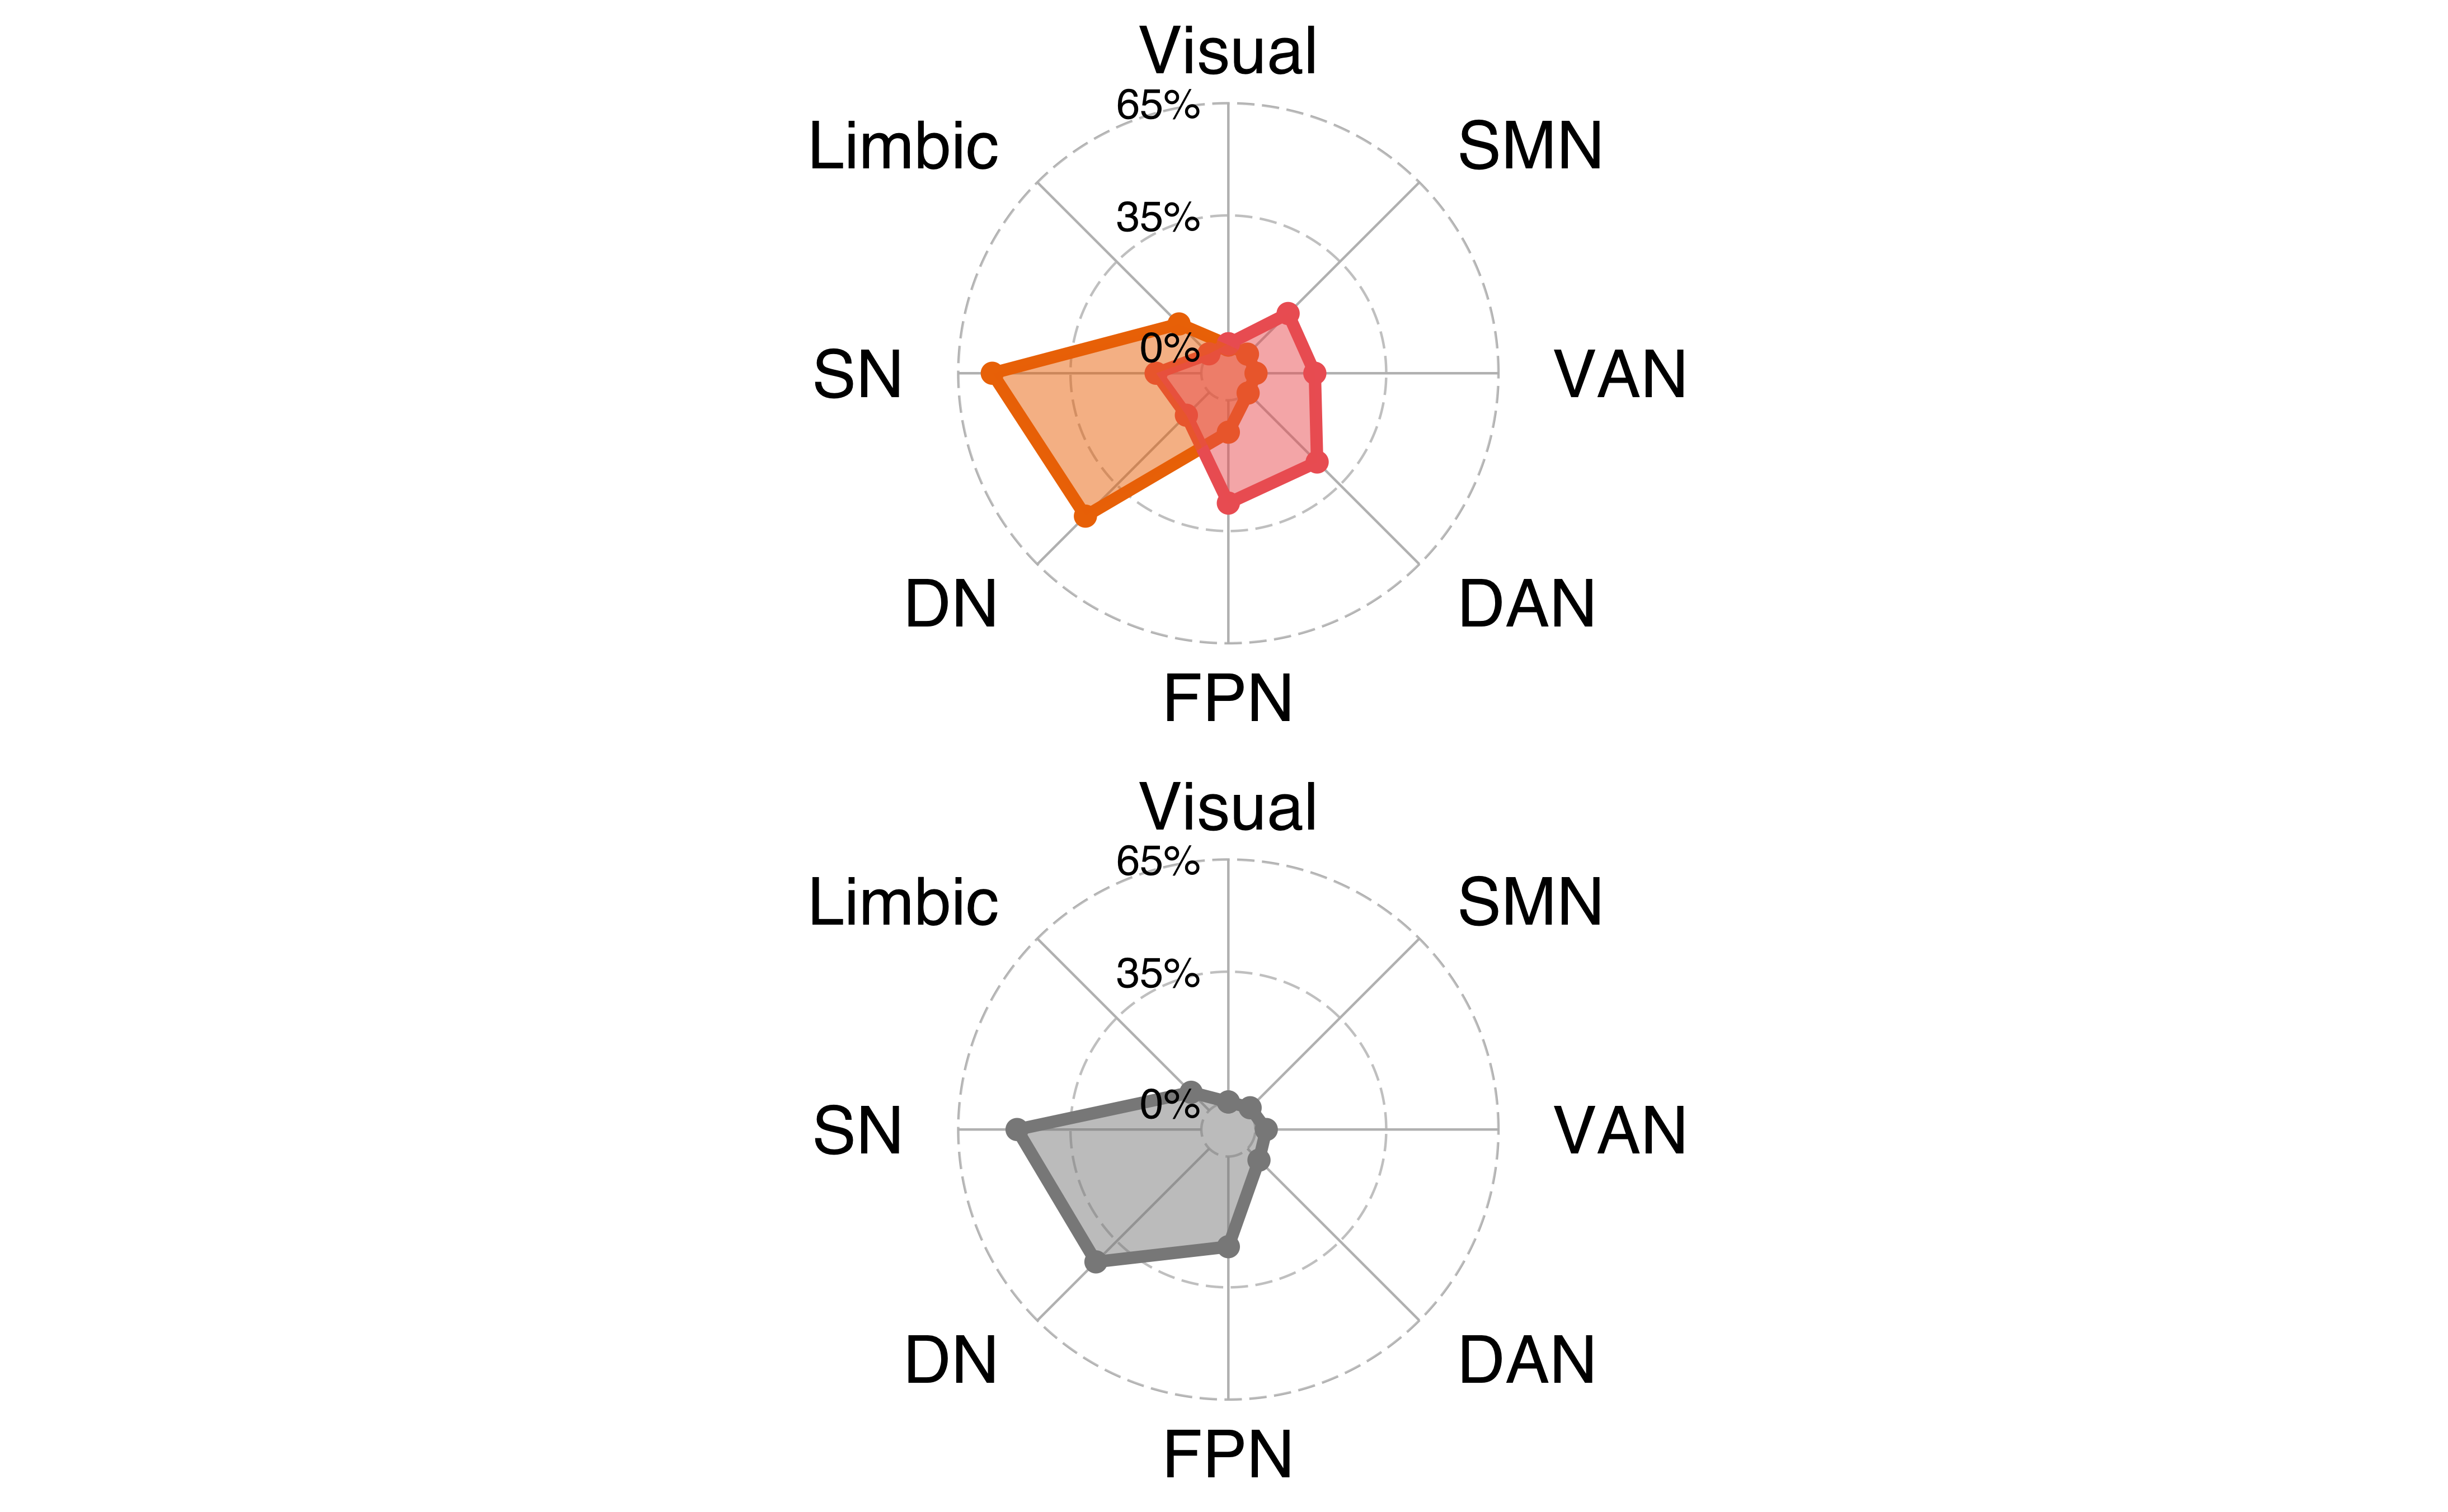 Visual
65%
Limbic
SMN
35%
0%
SN
VAN
DN
DAN
FPN
Visual
65%
Limbic
SMN
35%
0%
SN
VAN
DN
DAN
FPN